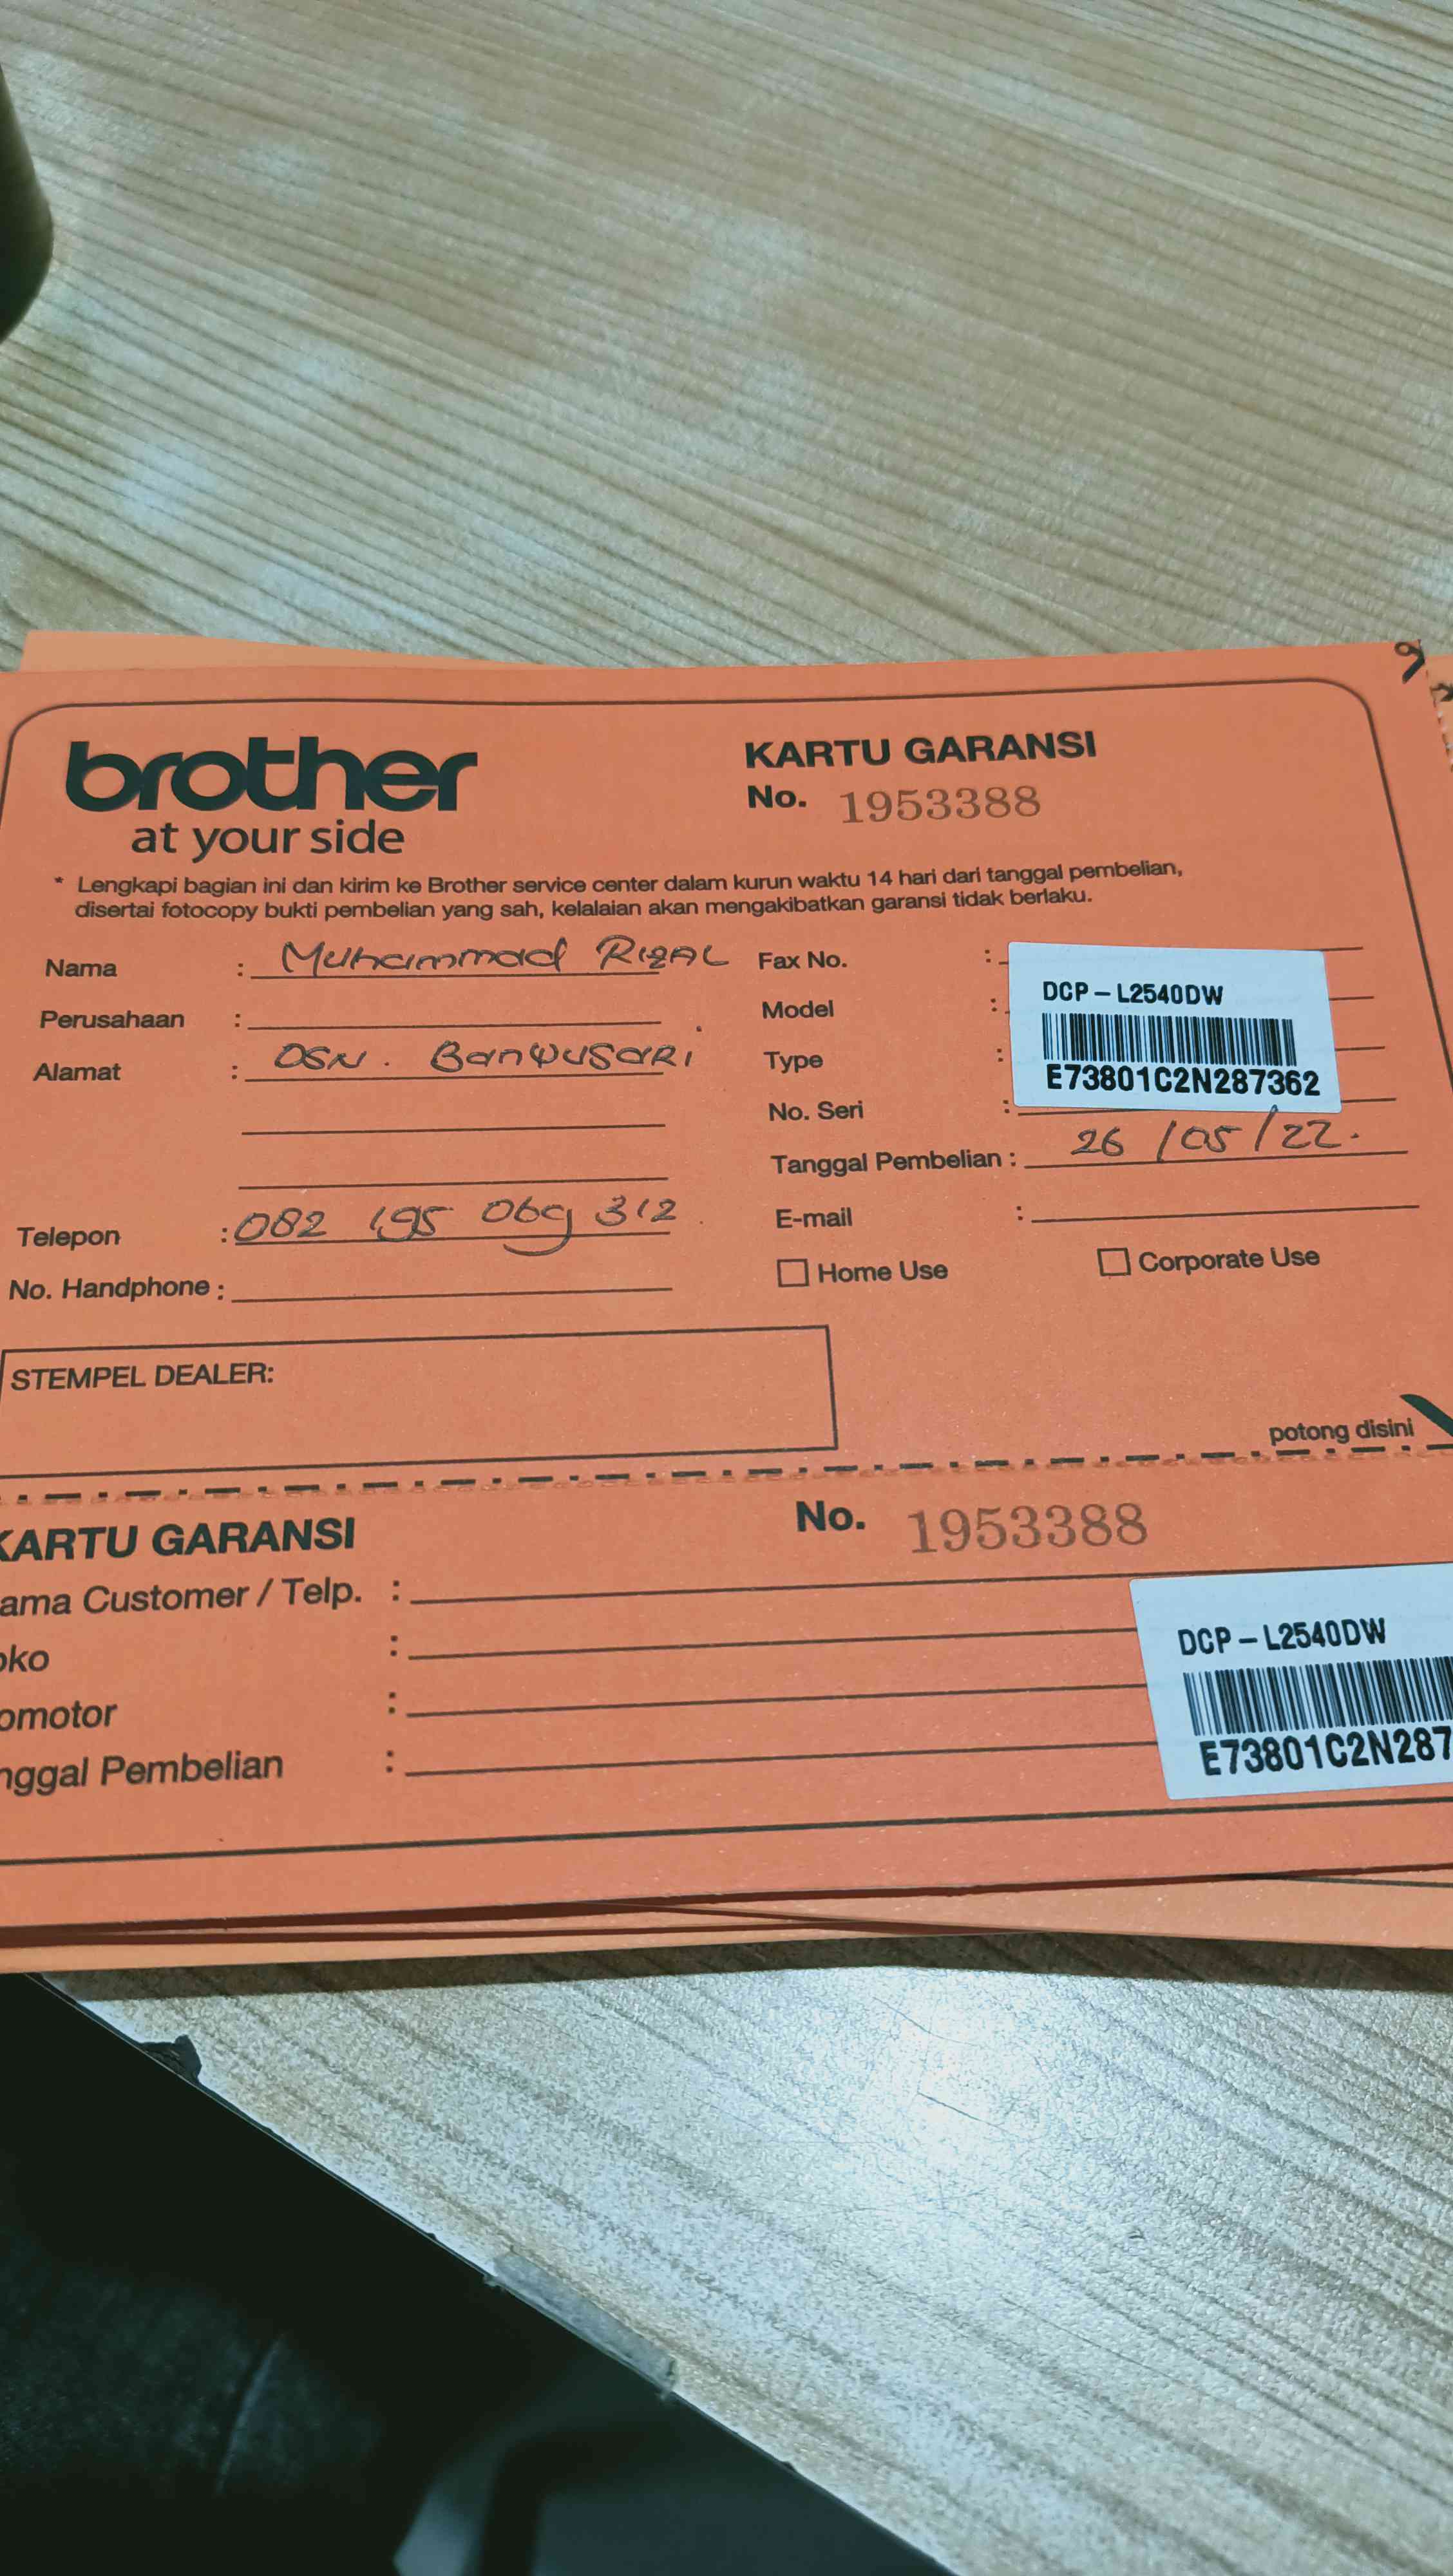 brother
at your side
KARTU GARANSI
No. 1953388
* Lengkapi bagian ini dan kirim ke Brother service center dalam kurun waktu 14 hari dari tanggal pembelian,
disertai fotocopy bukti pembelian yang sah, kelalaian akan mengakibatkan garansi tidak berlaku.
Nama : Muhammad RIZAL
Perusahaan :
Alamat : DSN. BanyusaRi
Telepon : 082 195 069 312
No. Handphone :
Fax No. :
Model :
Type :
No. Seri :
DCP – L2540DW
E73801C2N287362
Tanggal Pembelian : 26 / 05 / 22.
E-mail :
Home Use
Corporate Use
STEMPEL DEALER:
potong disini
KARTU GARANSI
No. 1953388
ama Customer / Telp. :
oko :
omotor :
nggal Pembelian :
DCP – L2540DW
E73801C2N287